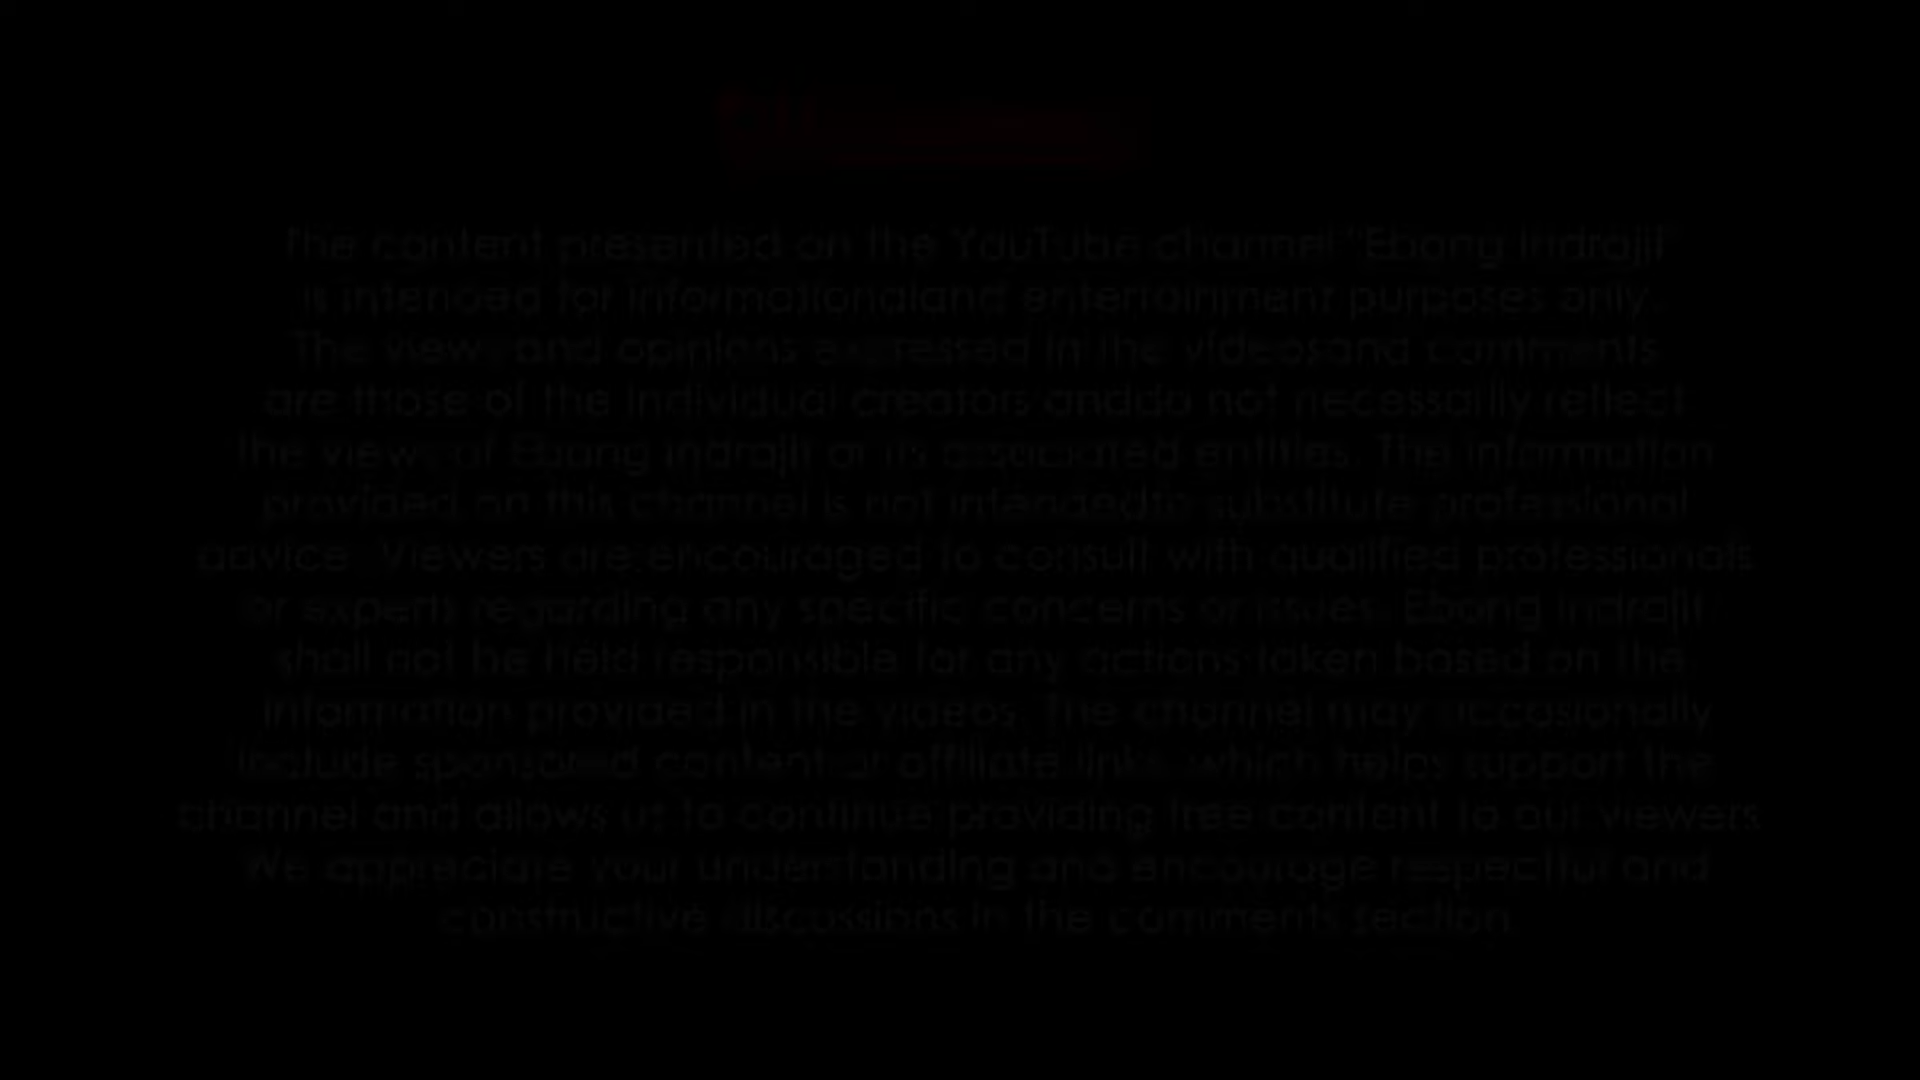 The content presented on the YouTube channel "Ebong Indrajit"
is intended for informationaland entertainment purposes only.
The viewsand opinions expressed in the videosand comments
are those of the individual creators anddo not necessarily reflect
the views of Ebong Indrajit or its associated entities. The information
provided on this channel is not intendedto substitute professional
advice. Viewers are encouraged to consult with qualified professionals
or experts regarding any specific concerns or issues. Ebong Indrajit
shall not be held responsible for any actions taken based on the
information provided in the videos. The channel may occasionally
include sponsored content or affiliate links, which helps support the
channel and allows us to continue providing free content to our viewers
We appreciate your understanding and encourage respectful and
constructive discussions in the comments section